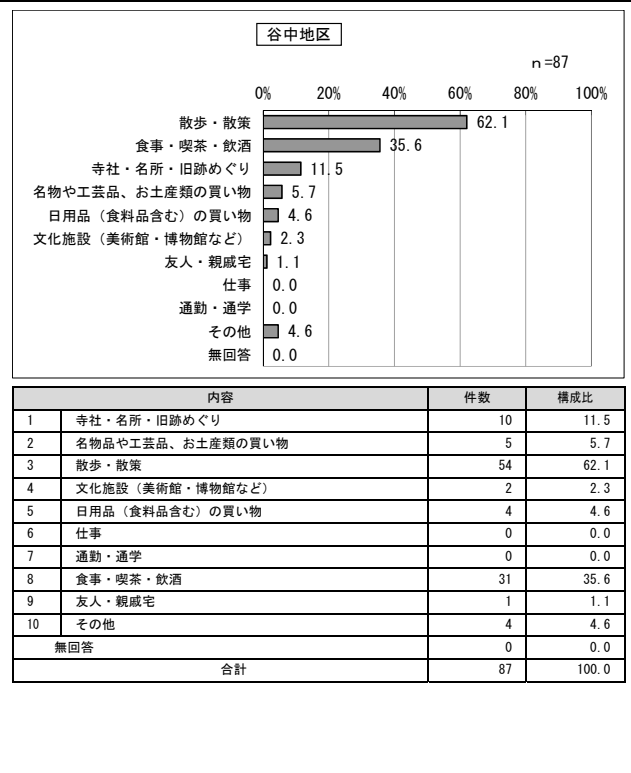 谷中地区
n=87
0% 20% 40% 60% 80% 100%
散歩・散策 62.1
食事・喫茶・飲酒 35.6
寺社・名所・旧跡めぐり 11.5
名物や工芸品、お土産類の買い物 5.7
日用品（食料品含む）の買い物 4.6
文化施設（美術館・博物館など） 2.3
友人・親戚宅 1.1
仕事 0.0
通勤・通学 0.0
その他 4.6
無回答 0.0
内容 件数 構成比
1 寺社・名所・旧跡めぐり 10 11.5
2 名物品や工芸品、お土産類の買い物 5 5.7
3 散歩・散策 54 62.1
4 文化施設（美術館・博物館など） 2 2.3
5 日用品（食料品含む）の買い物 4 4.6
6 仕事 0 0.0
7 通勤・通学 0 0.0
8 食事・喫茶・飲酒 31 35.6
9 友人・親戚宅 1 1.1
10 その他 4 4.6
無回答 0 0.0
合計 87 100.0